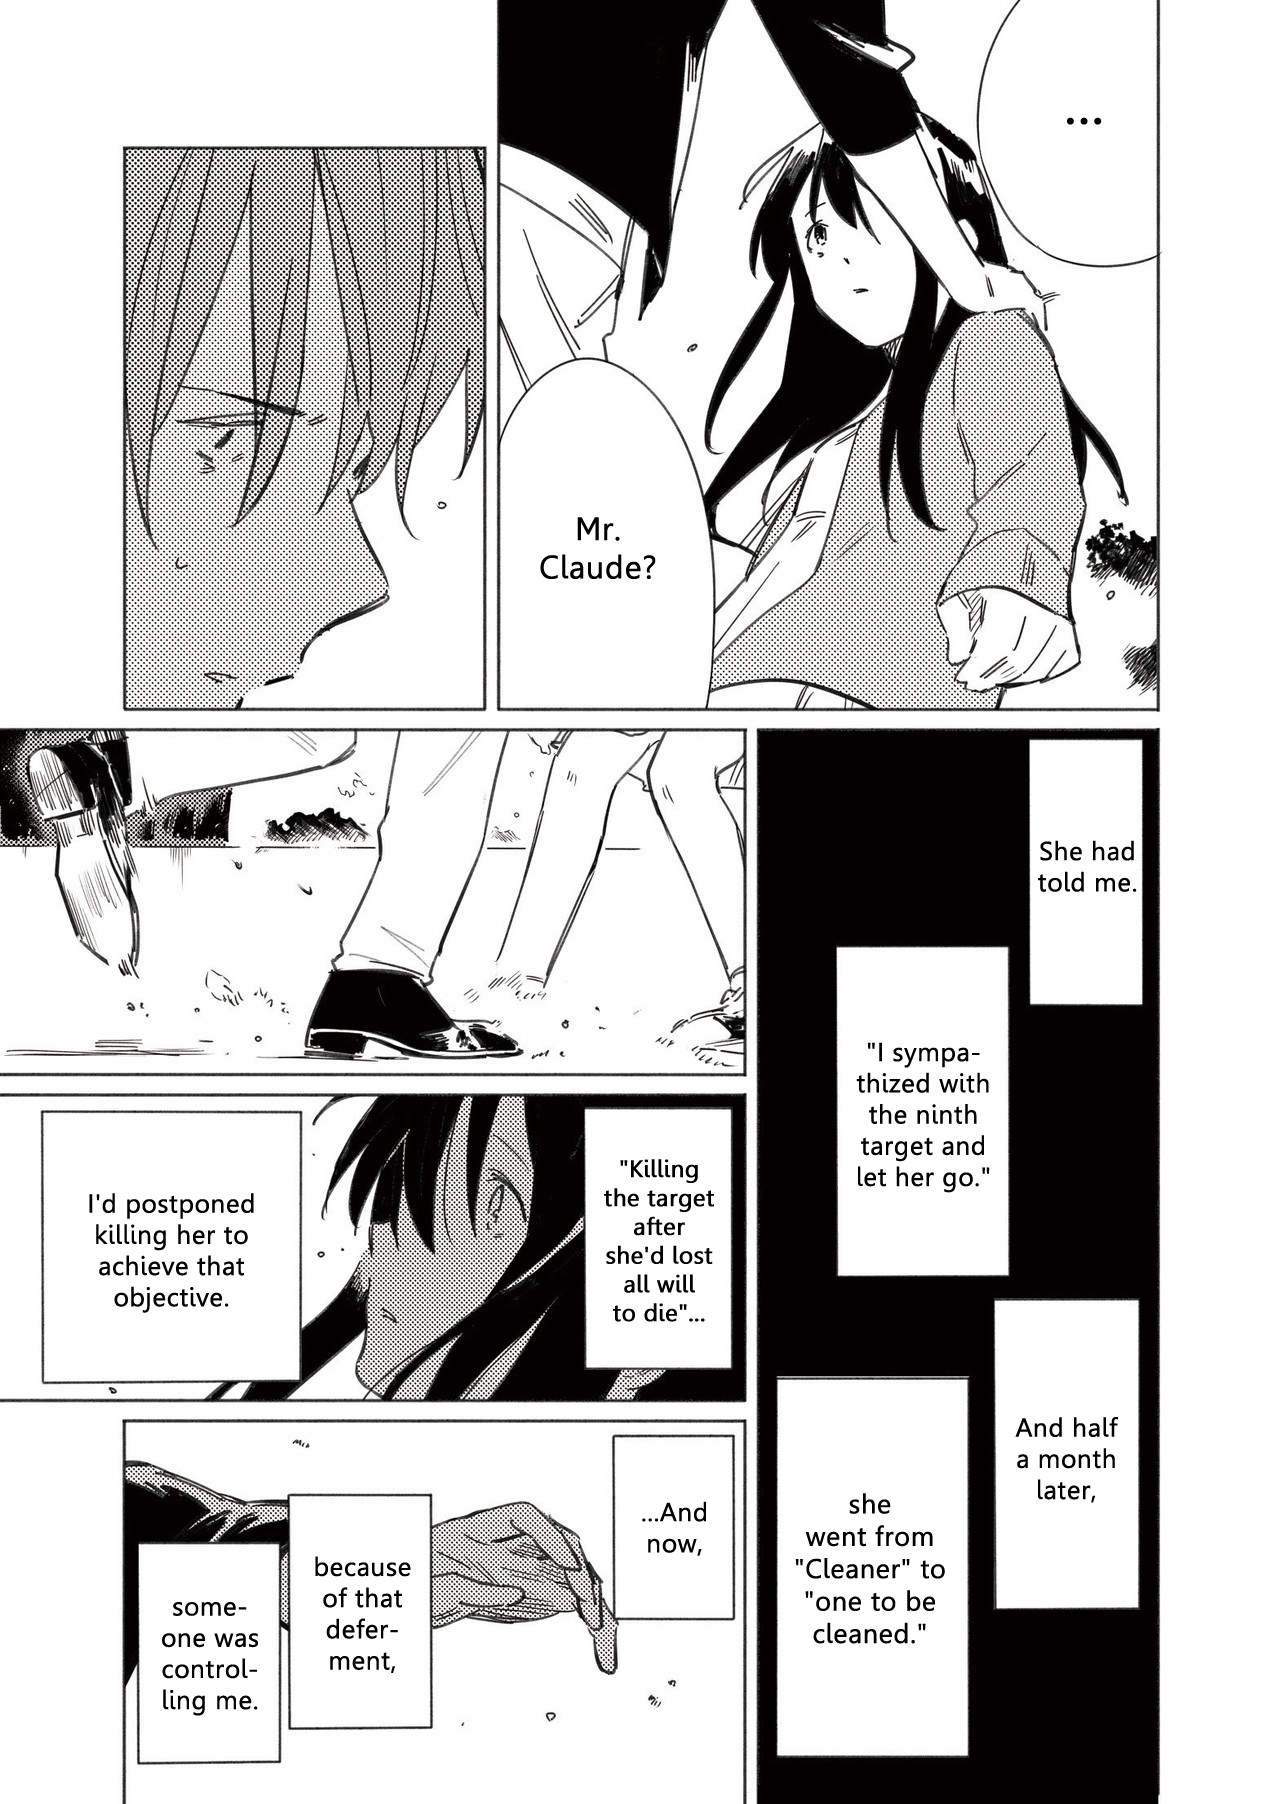 ...
Mr.
Claude?
She had
told me.
"I sympa-
thized with
the ninth
target and
let her go."
And half
a month
later,
she
went from
"Cleaner" to
"one to be
cleaned."
"Killing
the target
after
she'd lost
all will
to die"...
I'd postponed
killing her to
achieve that
objective.
...And
now,
because
of that
defer-
ment,
some-
one was
control-
ling me.